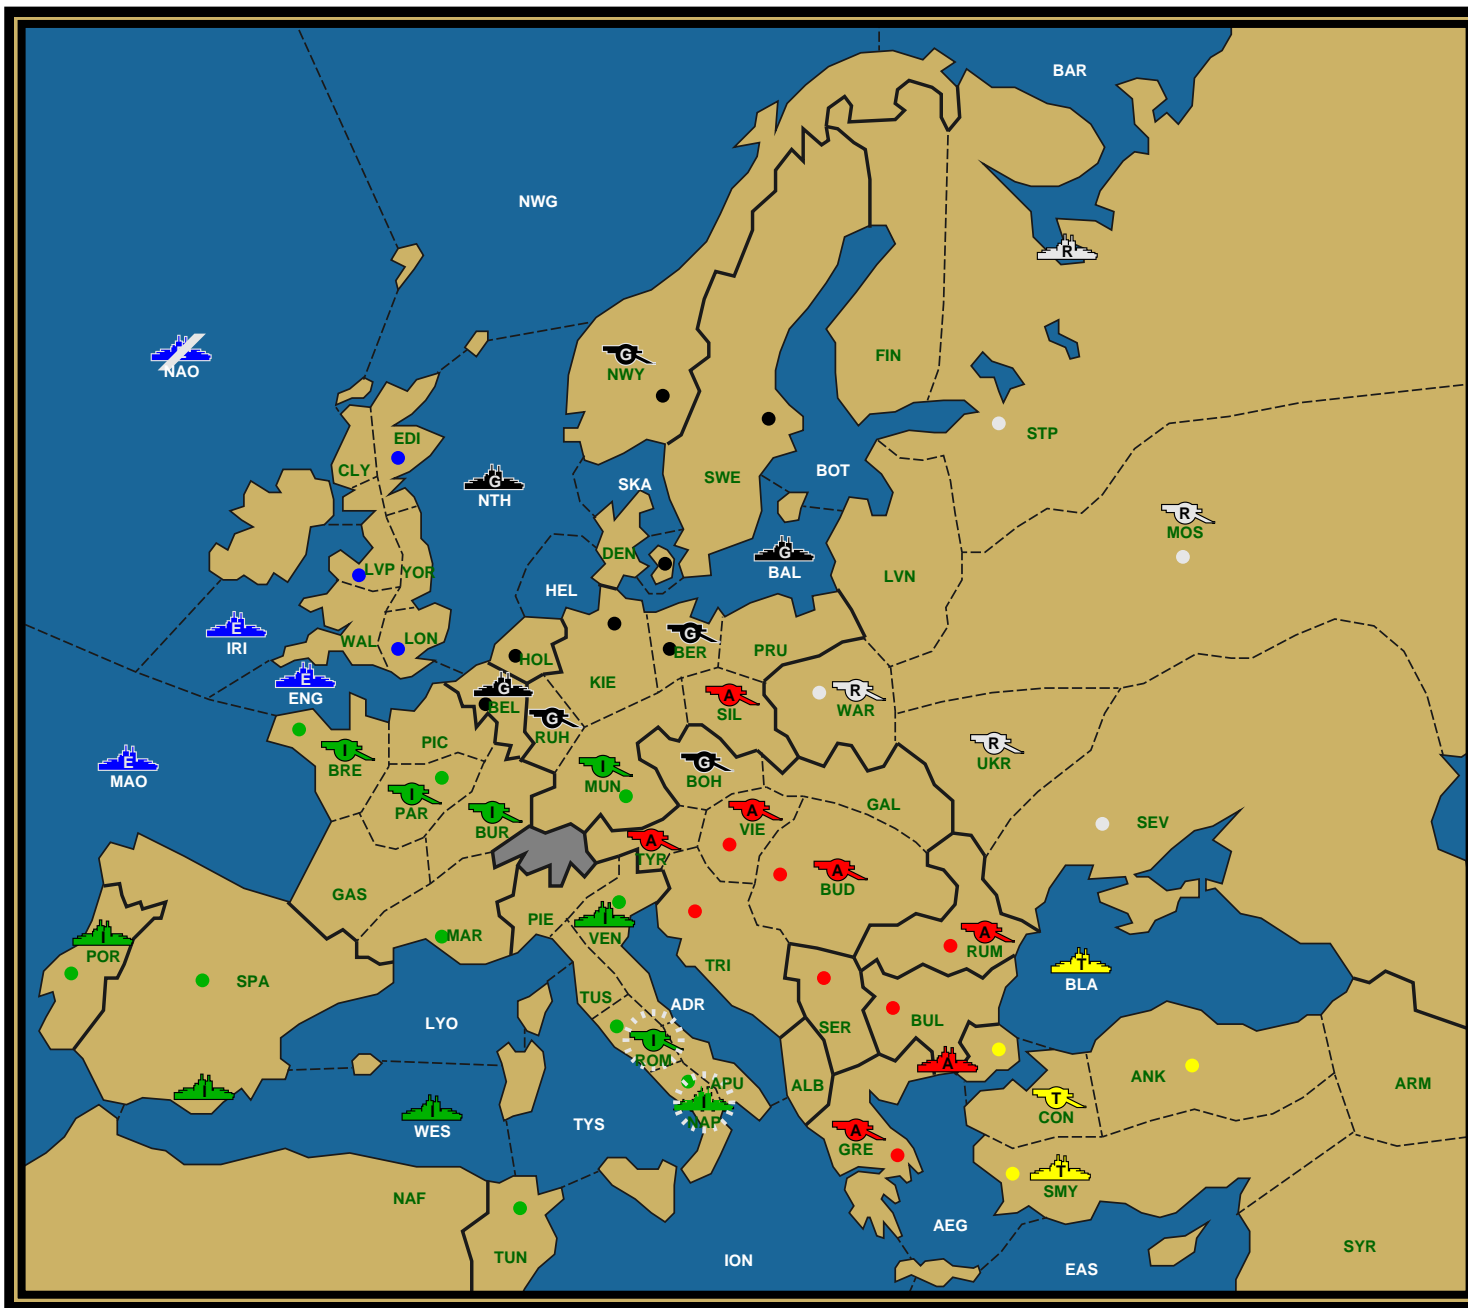 BAR
NWG
R
G
NWY
FIN
NAO
STP
EDI
CLY
BOT
SKA
SWE
G
NTH
R
MOS
G
BAL
DEN
LVP
YOR
LVN
HEL
E
IRI
WAL
LON
G
BER
PRU
HOL
KIE
E
ENG
G
BEL
A
SIL
R
WAR
G
RUH
PIC
I
BRE
R
UKR
E
MAO
G
BOH
I
MUN
I
PAR
GAL
I
BUR
A
VIE
SEV
A
TYR
A
BUD
GAS
PIE
I
VEN
MAR
I
POR
A
RUM
TRI
T
BLA
SPA
TUS
ADR
LYO
BUL
SER
I
ROM
A
ANK
APU
ALB
ARM
I
I
WES
I
NAP
TYS
T
CON
A
GRE
T
SMY
NAF
AEG
TUN
ION
EAS
SYR